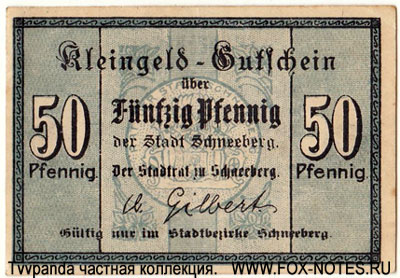 Kleingeld-Gutschein
über
50 Pfennig.
Fünfzig Pfennig
50 Pfennig.
der Stadt Schneeberg.
Der Stadtrat zu Schneeberg.
Gilbert
Gültig nur im Stadtbezirke Schneeberg.
TWpanda частная коллекция. WWW.FOX-NOTES.RU